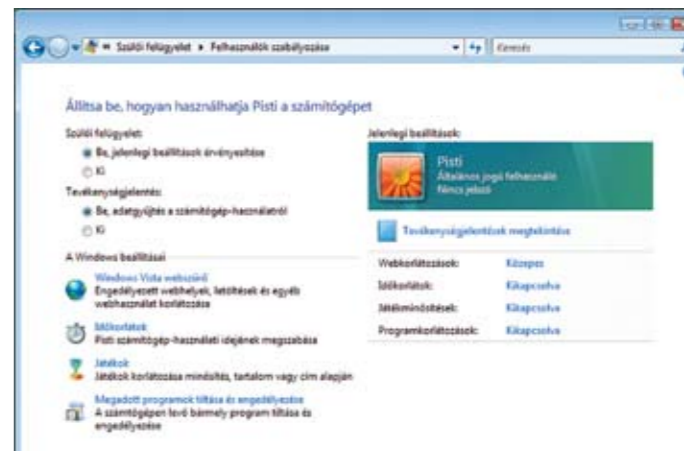 Szülői felügyelet ▸ Felhasználók szabályozása
Keresés
Állítsa be, hogyan használhatja Pisti a számítógépet
Szülői felügyelet:
Be, jelenlegi beállítások érvényesítése
Ki
Tevékenységjelentés:
Be, adatgyűjtés a számítógép-használatról
Ki
A Windows beállításai
Windows Vista webszűrő
Engedélyezett webhelyek, letöltések és egyéb
webhasználat korlátozása
Időkorlátok
Pisti számítógép-használati idejének megszabása
Játékok
Játékok korlátozása minősítés, tartalom vagy cím alapján
Megadott programok tiltása és engedélyezése
A számítógépen levő bármely program tiltása és
engedélyezése
Jelenlegi beállítások:
Pisti
Általános jogú felhasználó
Nincs jelszó
Tevékenységjelentések megtekintése
Webkorlátozások: Közepes
Időkorlátok: Kikapcsolva
Játékminősítések: Kikapcsolva
Programkorlátozások: Kikapcsolva